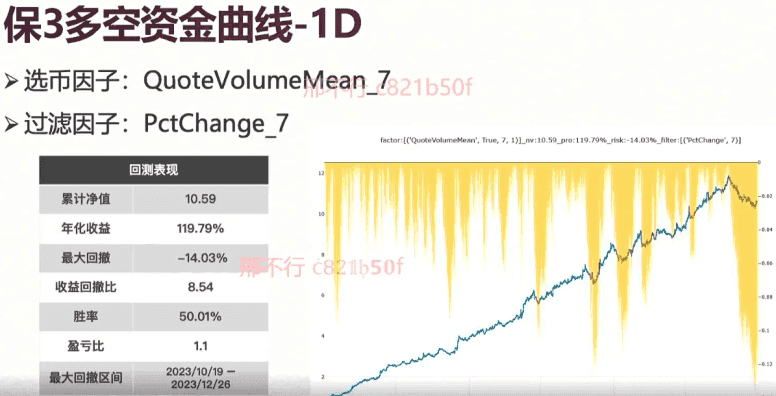 保3多空资金曲线-1D
➢选币因子：QuoteVolumeMean_7
那不行 c821b50f
➢过滤因子：PctChange_7
factor:[('QuoteVolumeMean', True, 7, 1)]_nv:10.59_pro:119.79%_risk:-14.03%_filter:[('PctChange', 7)]
回测表现
累计净值 10.59
年化收益 119.79%
最大回撤 -14.03%
那不行 c821b50f
收益回撤比 8.54
胜率 50.01%
盈亏比 1.1
最大回撤区间 2023/10/19 –
2023/12/26
12
10
8
6
4
2
0
−0.02
−0.04
−0.06
−0.08
−0.1
−0.12